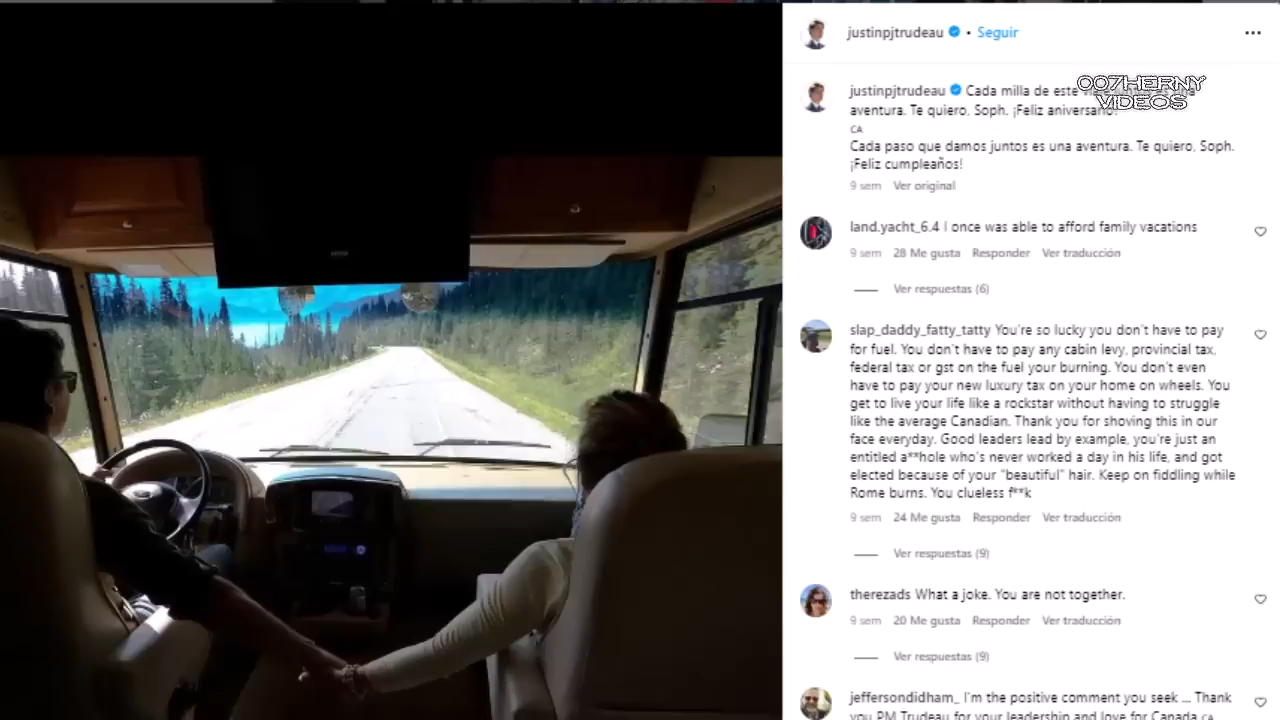 justinpjtrudeau • Seguir
007HERNY
VIDEOS
justinpjtrudeau Cada milla de este
aventura. Te quiero, Soph. ¡Feliz aniversario!
CA
Cada paso que damos juntos es una aventura. Te quiero, Soph.
¡Feliz cumpleaños!
9 sem Ver original
land.yacht_6.4 I once was able to afford family vacations
9 sem 28 Me gusta Responder Ver traducción
Ver respuestas (6)
slap_daddy_fatty_tatty You're so lucky you don't have to pay
for fuel. You don't have to pay any cabin levy, provincial tax,
federal tax or gst on the fuel your burning. You don't even
have to pay your new luxury tax on your home on wheels. You
get to live your life like a rockstar without having to struggle
like the average Canadian. Thank you for shoving this in our
face everyday. Good leaders lead by example, you're just an
entitled a**hole who's never worked a day in his life, and got
elected because of your "beautiful" hair. Keep on fiddling while
Rome burns. You clueless f**k
9 sem 24 Me gusta Responder Ver traducción
Ver respuestas (9)
therezads What a joke. You are not together.
9 sem 20 Me gusta Responder Ver traducción
Ver respuestas (9)
jeffersondidham_ I'm the positive comment you seek ... Thank
you PM Trudeau for your leadership and love for Canada CA